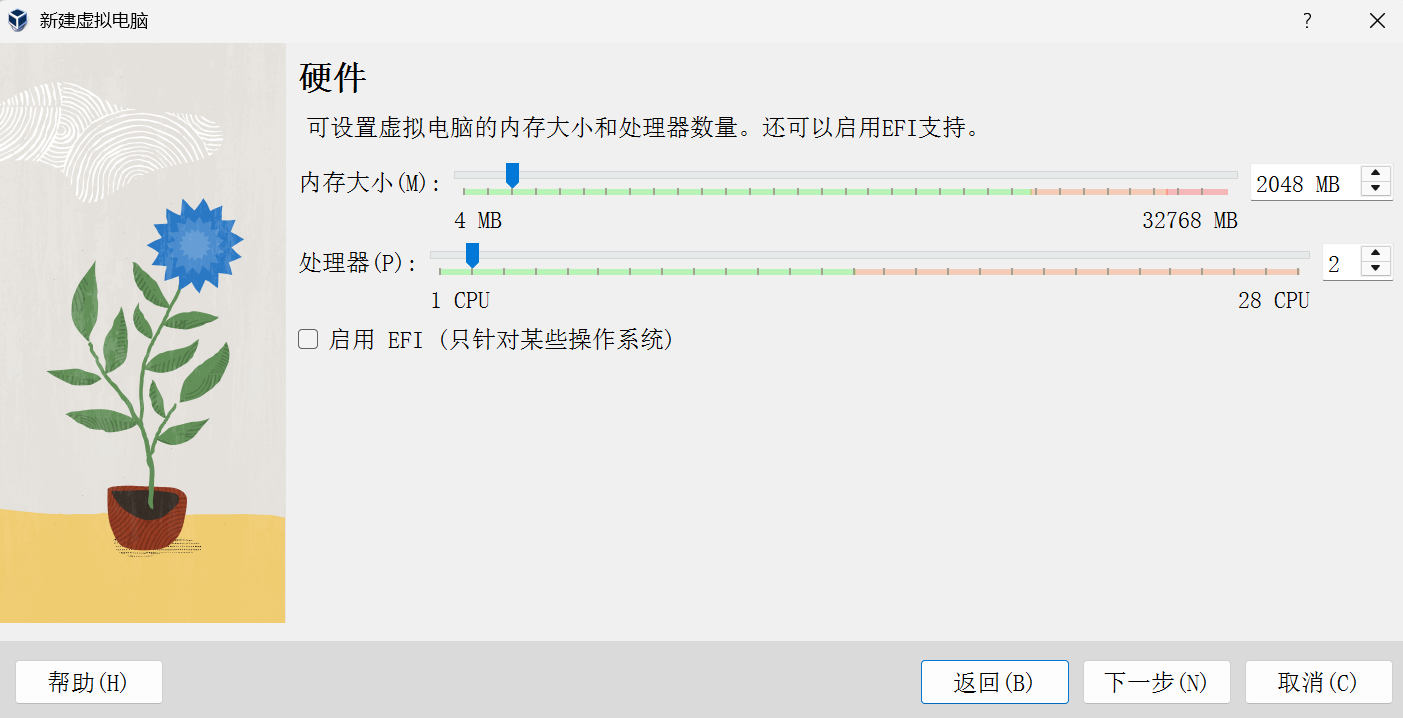 新建虚拟电脑
?
硬件
可设置虚拟电脑的内存大小和处理器数量。还可以启用EFI支持。
内存大小(M): 2048 MB
4 MB 32768 MB
处理器(P): 2
1 CPU 28 CPU
启用 EFI (只针对某些操作系统)
帮助(H) 返回(B) 下一步(N) 取消(C)